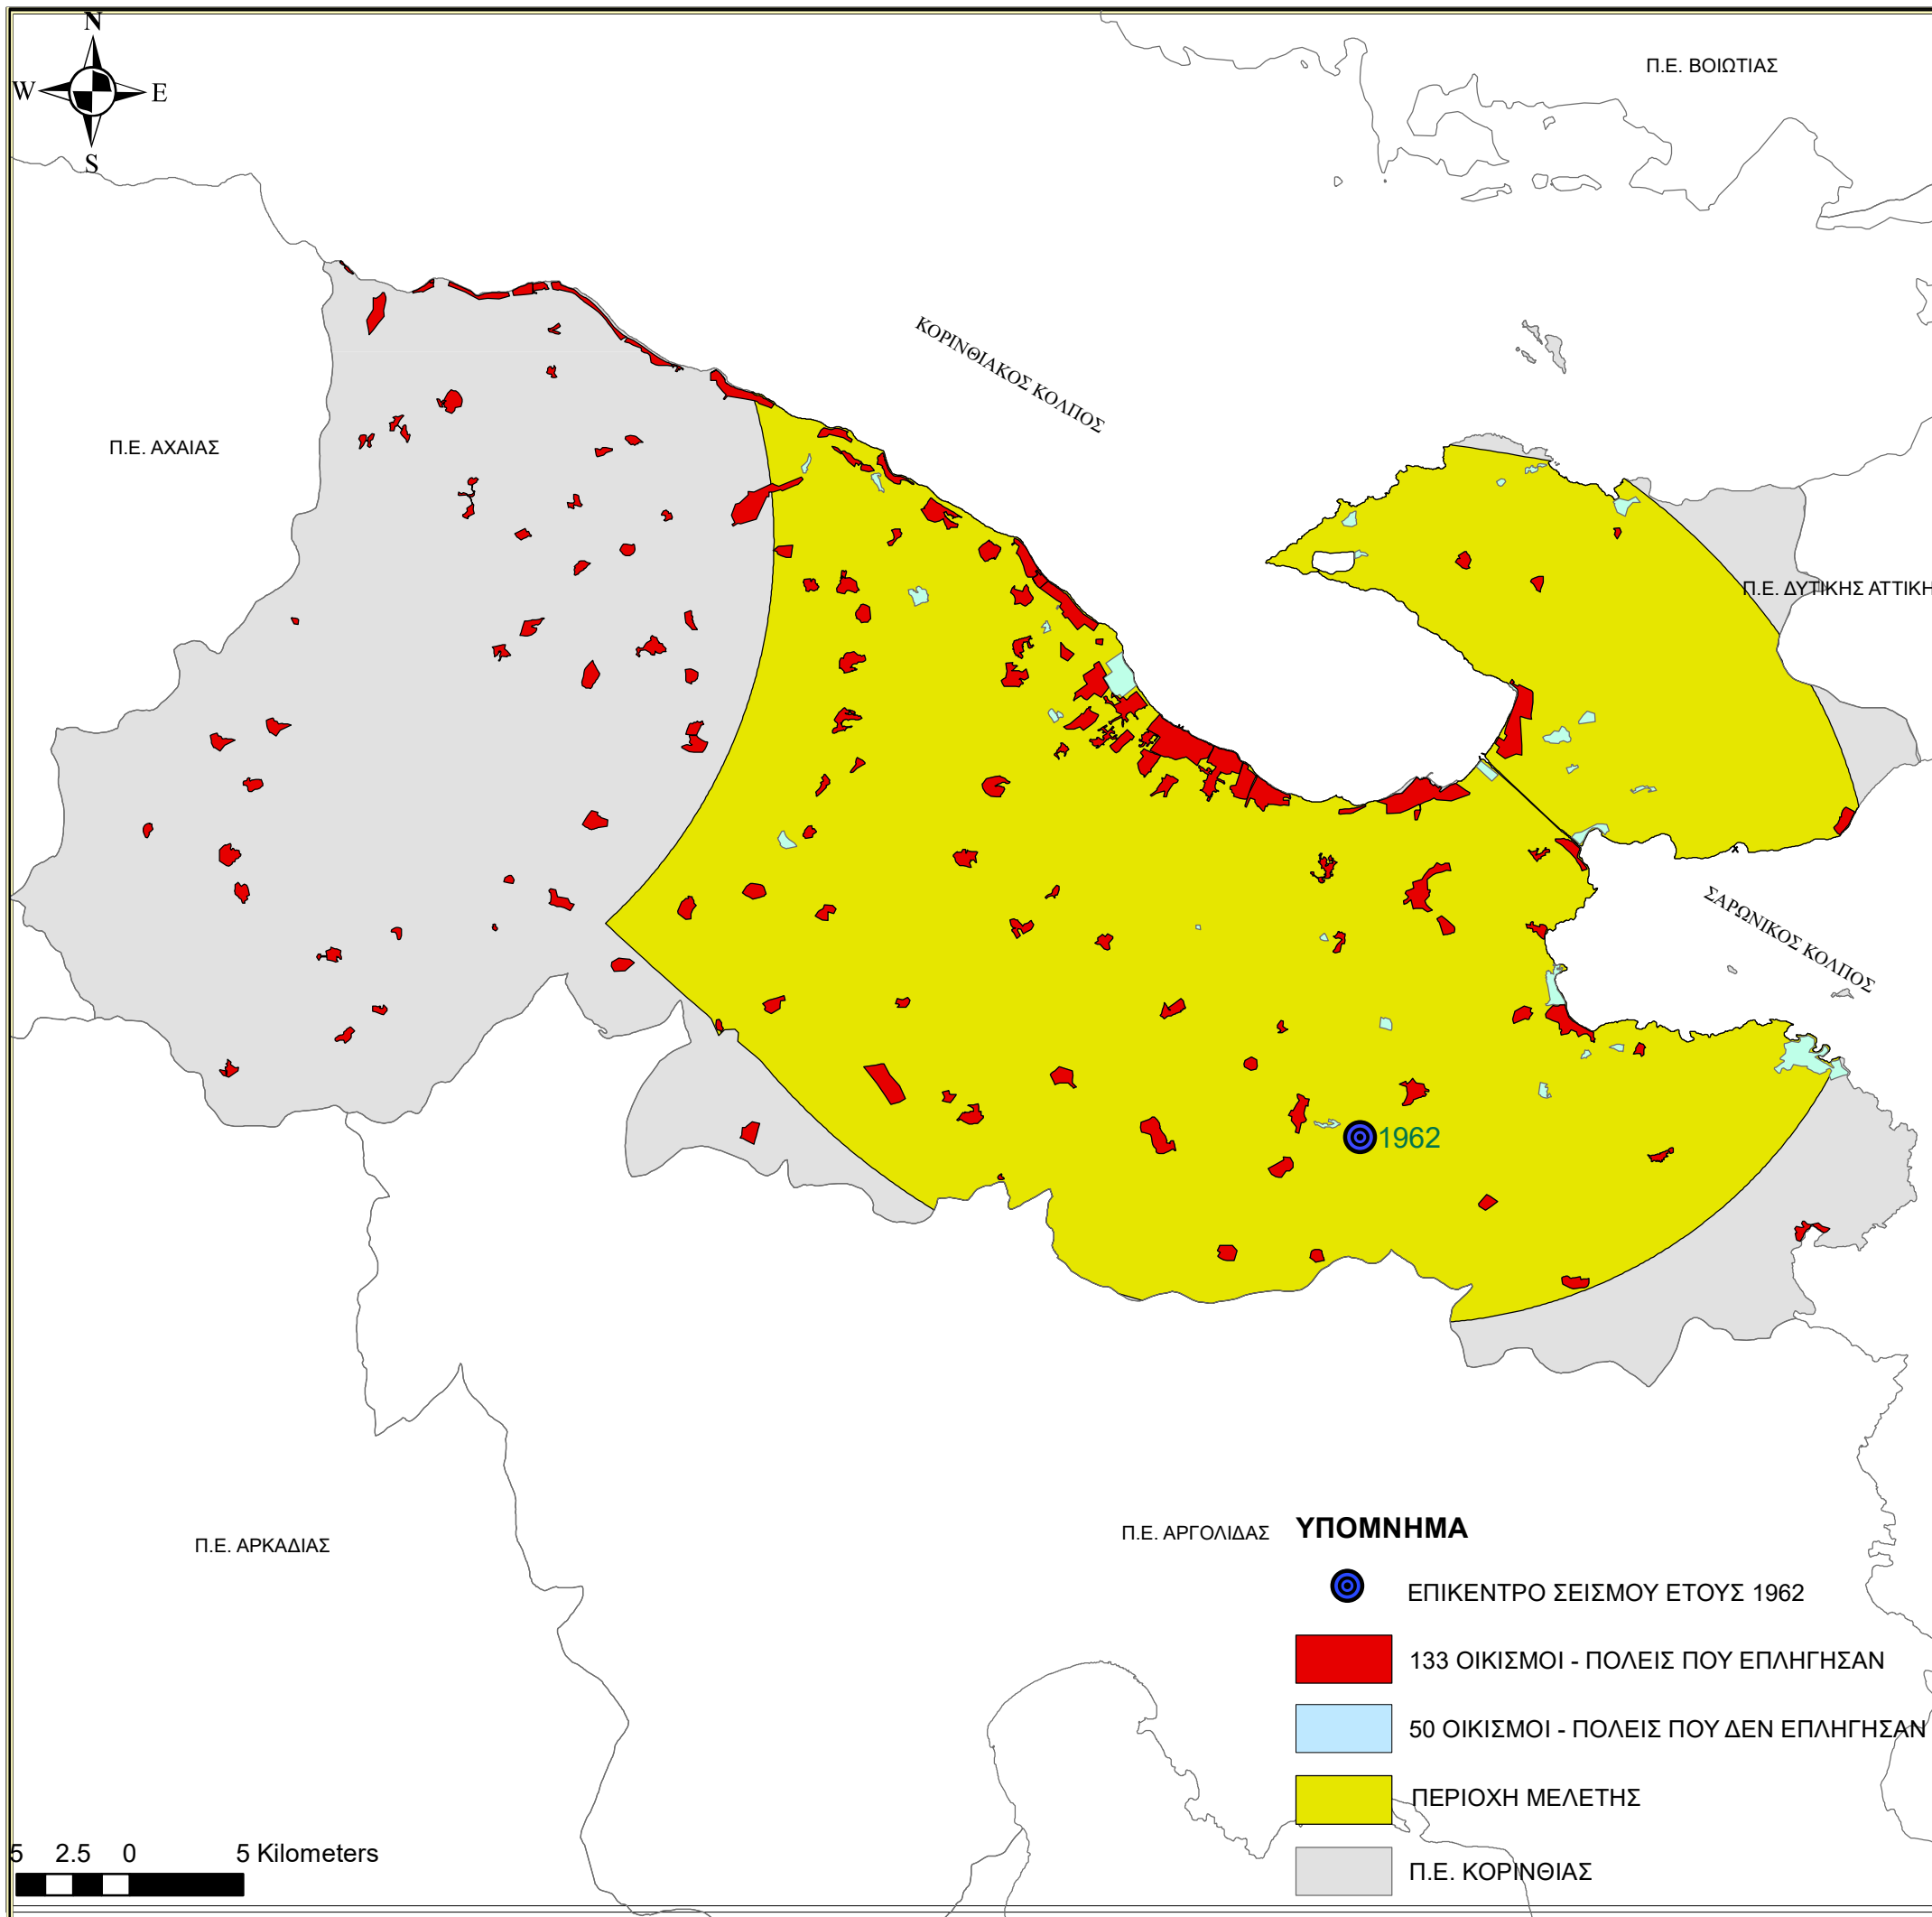 N
W E
S
Π.Ε. ΒΟΙΩΤΙΑΣ
ΚΟΡΙΝΘΙΑΚΟΣ ΚΟΛΠΟΣ
Π.Ε. ΑΧΑΙΑΣ
Π.Ε. ΔΥΤΙΚΗΣ ΑΤΤΙΚΗ
ΣΑΡΩΝΙΚΟΣ ΚΟΛΠΟΣ
1962
Π.Ε. ΑΡΚΑΔΙΑΣ
Π.Ε. ΑΡΓΟΛΙΔΑΣ
ΥΠΟΜΝΗΜΑ
ΕΠΙΚΕΝΤΡΟ ΣΕΙΣΜΟΥ ΕΤΟΥΣ 1962
133 ΟΙΚΙΣΜΟΙ - ΠΟΛΕΙΣ ΠΟΥ ΕΠΛΗΓΗΣΑΝ
50 ΟΙΚΙΣΜΟΙ - ΠΟΛΕΙΣ ΠΟΥ ΔΕΝ ΕΠΛΗΓΗΣΑΝ
ΠΕΡΙΟΧΗ ΜΕΛΕΤΗΣ
Π.Ε. ΚΟΡΙΝΘΙΑΣ
5 2.5 0 5 Kilometers